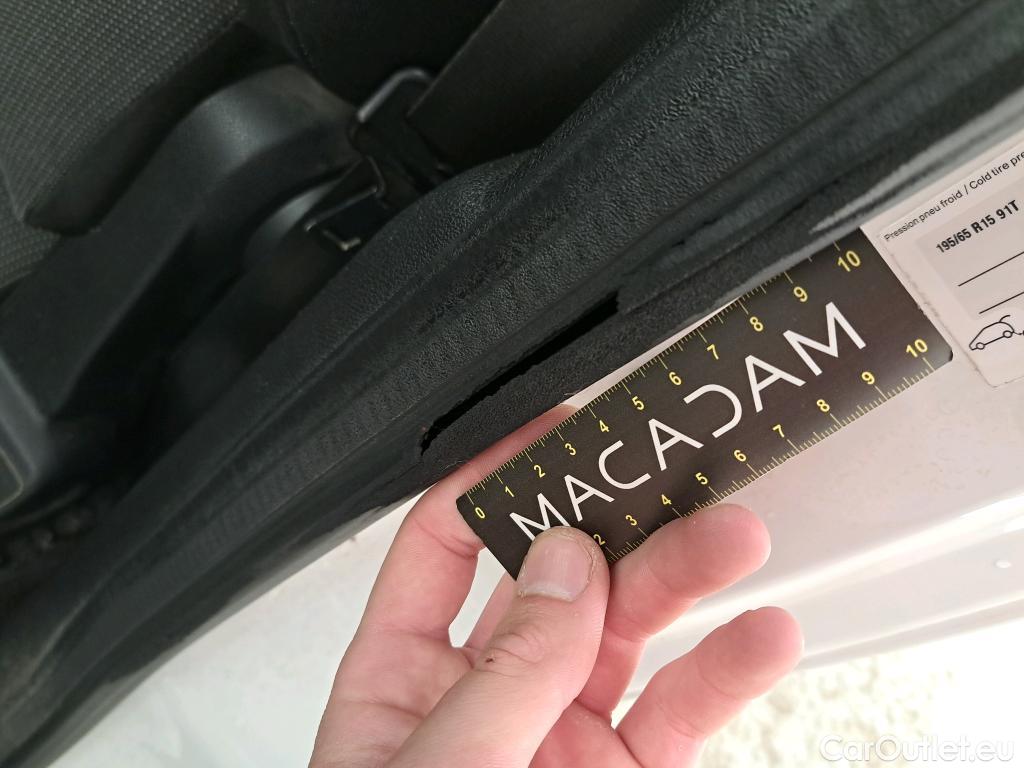 Pression pneu froid / Cold tire pre
195/65 R15 91T
0 1 2 3 4 5 6 7 8 9 10
MACADAM
2 3 4 5 6 7 8 9 10
CarOutlet.eu